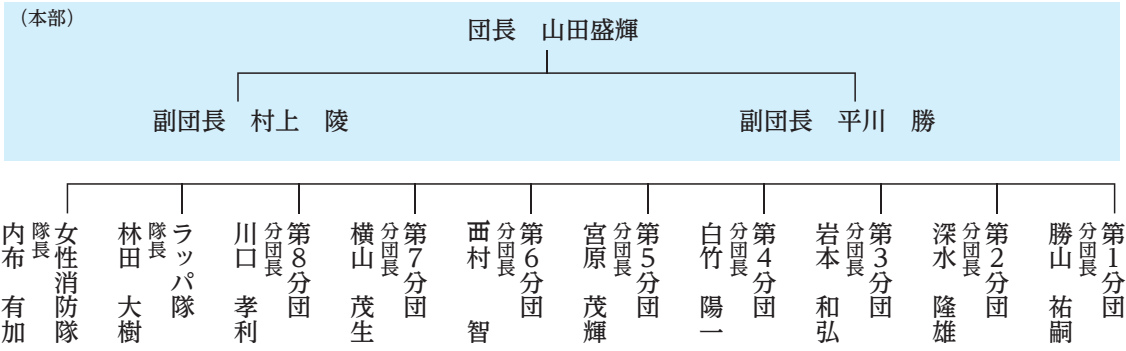 （本部）
団長　山田盛輝
副団長　平川　勝
副団長　村上　陵
第１分団
分団長
勝山　祐嗣
第２分団
分団長
深水　隆雄
第３分団
分団長
岩本　和弘
第４分団
分団長
白竹　陽一
第５分団
分団長
宮原　茂輝
第６分団
分団長
西村　智
第７分団
分団長
横山　茂生
第８分団
分団長
川口　孝利
ラッパ隊
隊長
林田　大樹
女性消防隊
隊長
内布　有加